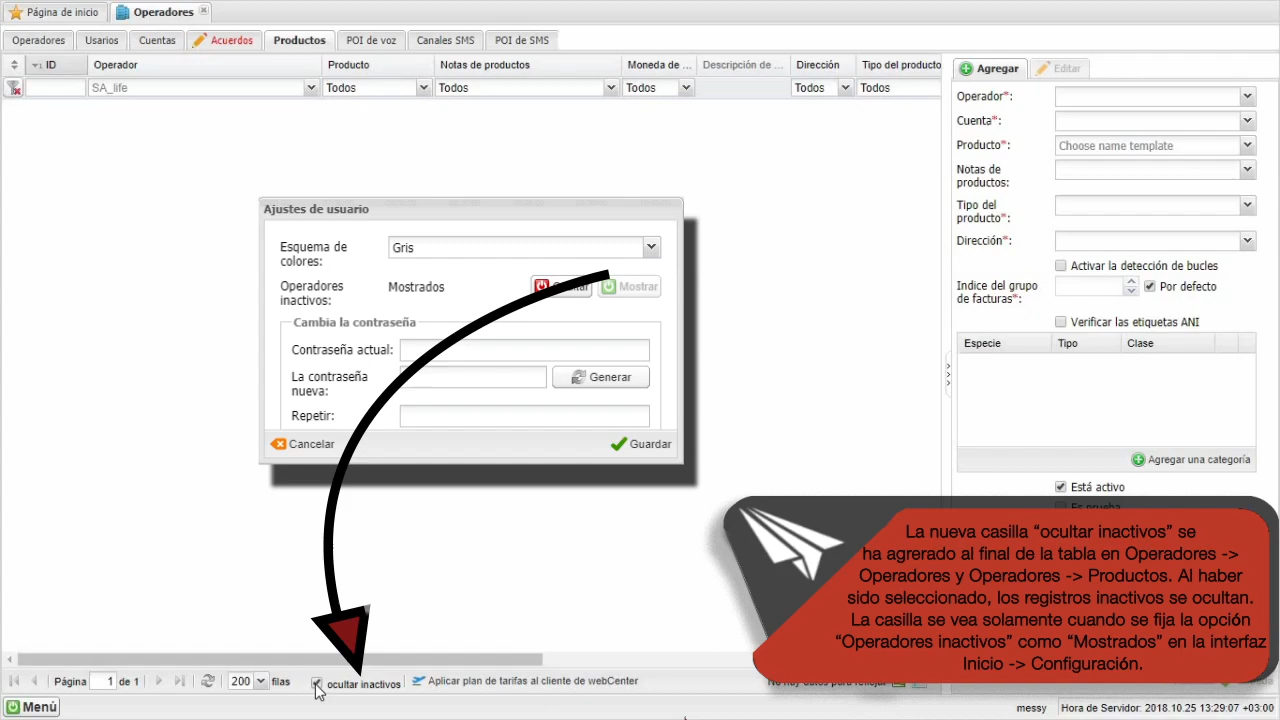 Página de inicio
Operadores
Operadores
Usarios
Cuentas
Acuerdos
Productos
POI de voz
Canales SMS
POI de SMS
ID
Operador
Producto
Notas de productos
Moneda de ...
Descripción de ...
Dirección
Tipo del producto
SA_life
Todos
Todos
Todos
Todos
Todos
Agregar
Editar
Operador*:
Cuenta*:
Producto*:
Choose name template
Notas de
productos:
Tipo del
producto*:
Dirección*:
Activar la detección de bucles
Indice del grupo
de facturas*:
Por defecto
Verificar las etiquetas ANI
Especie
Tipo
Clase
Agregar una categoría
Está activo
Es prueba
Ajustes de usuario
Esquema de
colores:
Gris
Operadores
inactivos:
Mostrados
Mostrar
Cambia la contraseña
Contraseña actual:
La contraseña
nueva:
Generar
Repetir:
Cancelar
Guardar
La nueva casilla “ocultar inactivos” se
ha agrerado al final de la tabla en Operadores ->
Operadores y Operadores -> Productos. Al haber
sido seleccionado, los registros inactivos se ocultan.
La casilla se vea solamente cuando se fija la opción
“Operadores inactivos” como “Mostrados” en la interfaz
Inicio -> Configuración.
Página
1
de 1
200
filas
ocultar inactivos
Aplicar plan de tarifas al cliente de webCenter
Menù
messy
Hora de Servidor: 2018.10.25 13:29:07 +03:00